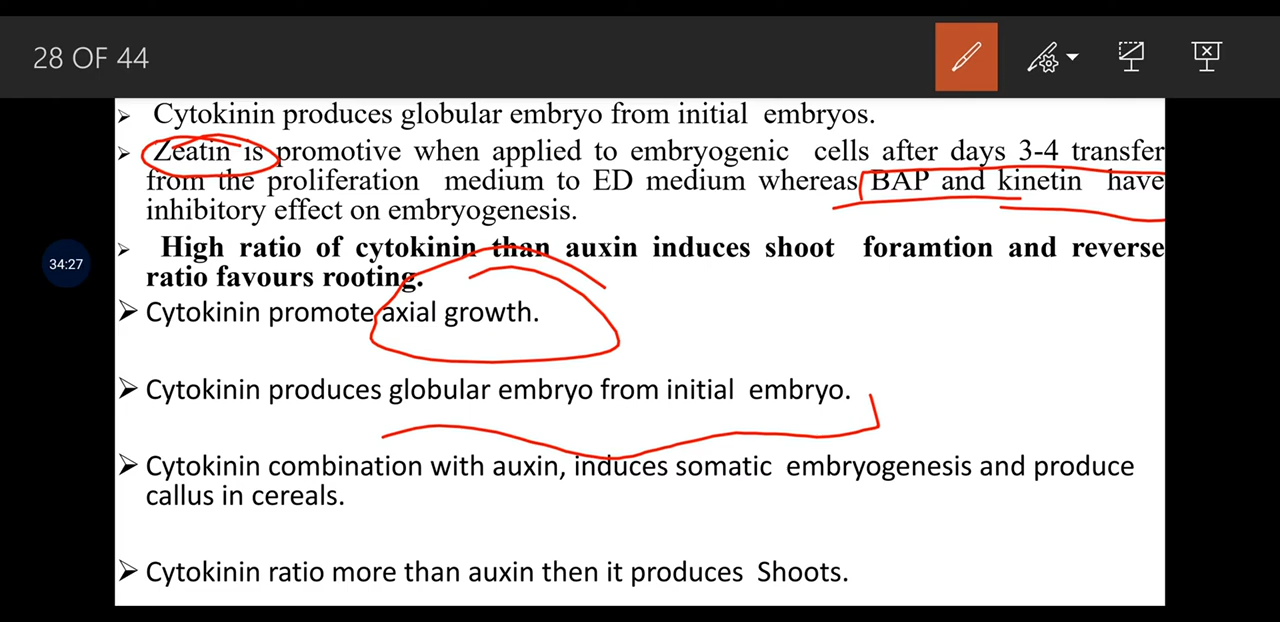 28 OF 44
Cytokinin produces globular embryo from initial embryos.
Zeatin is promotive when applied to embryogenic cells after days 3-4 transfer
from the proliferation medium to ED medium whereas BAP and kinetin have
inhibitory effect on embryogenesis.
High ratio of cytokinin than auxin induces shoot foramtion and reverse
34:27
ratio favours rooting.
Cytokinin promote axial growth.
Cytokinin produces globular embryo from initial embryo.
Cytokinin combination with auxin, induces somatic embryogenesis and produce
callus in cereals.
Cytokinin ratio more than auxin then it produces Shoots.